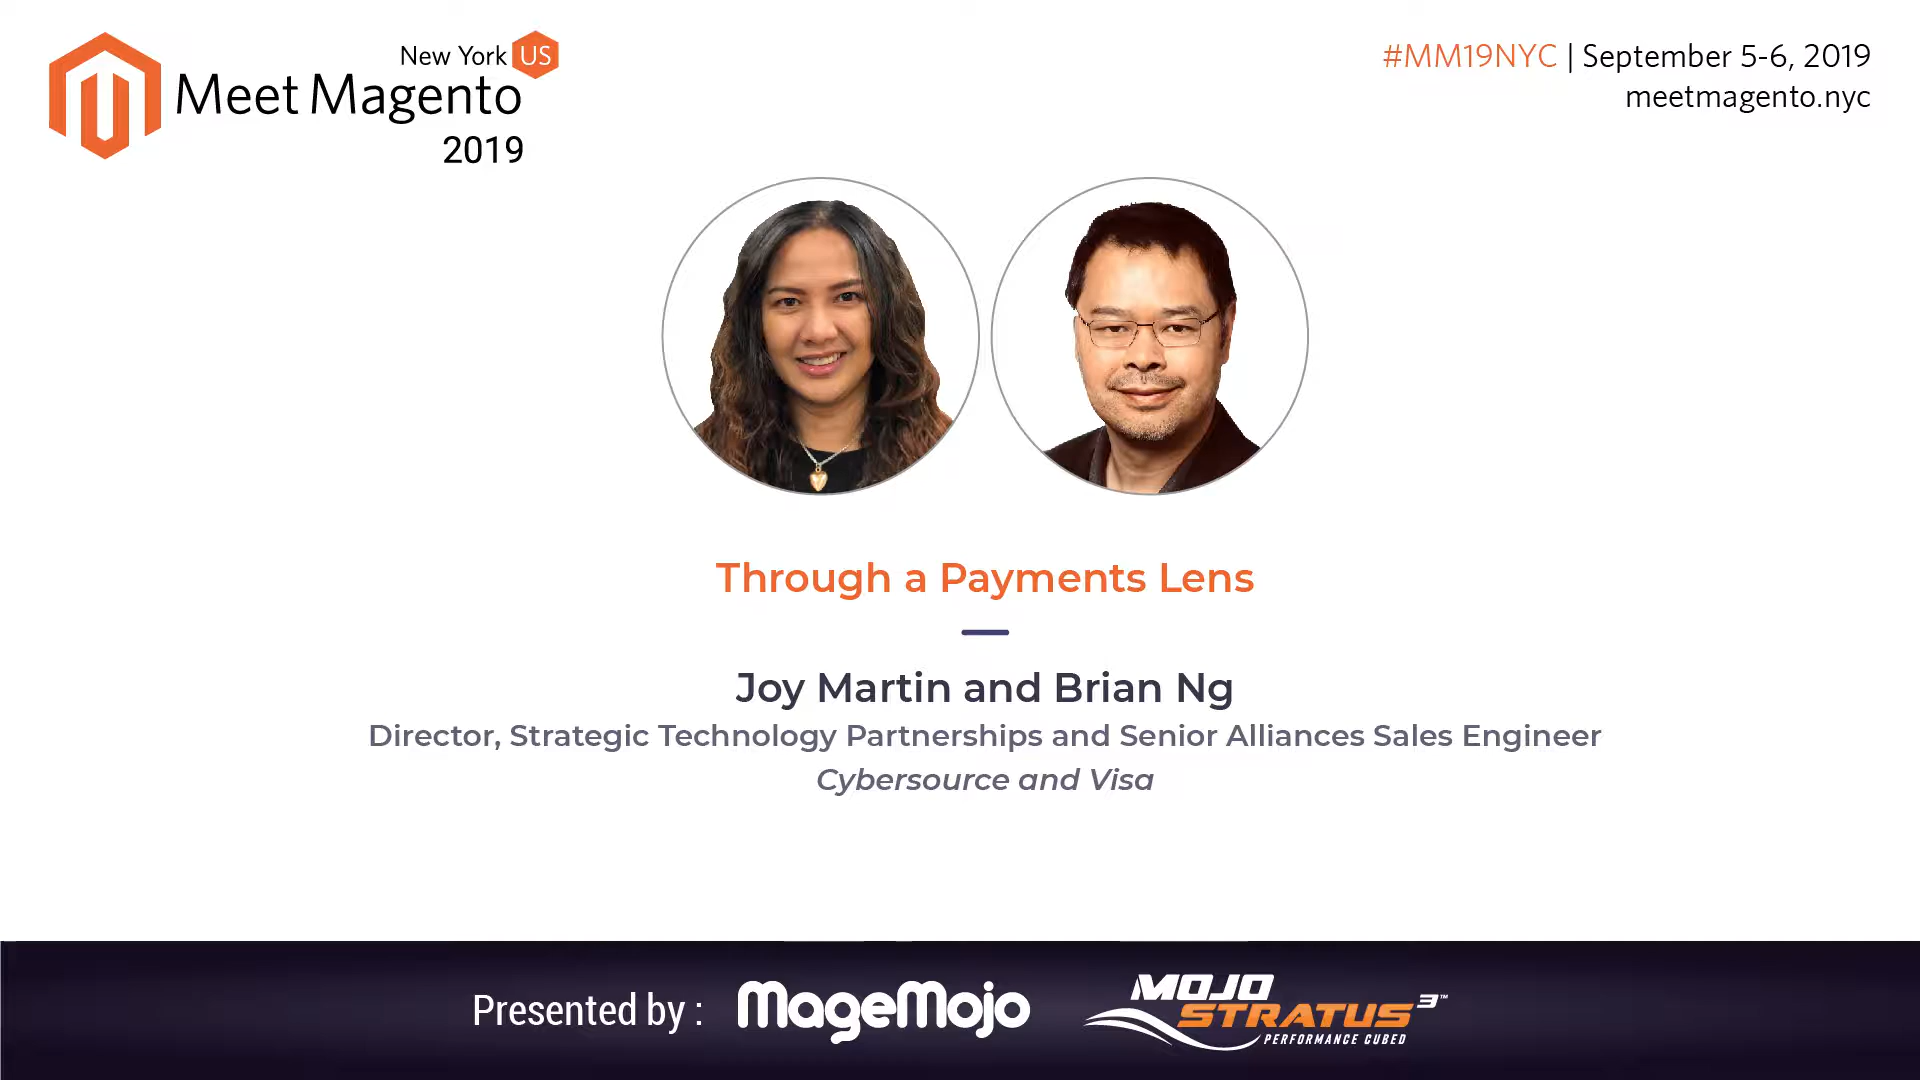 New York US
Meet Magento
2019
#MM19NYC | September 5-6, 2019
meetmagento.nyc
Through a Payments Lens
Joy Martin and Brian Ng
Director, Strategic Technology Partnerships and Senior Alliances Sales Engineer
Cybersource and Visa
Presented by :
MageMojo
MOJO
STRATUS 3™
PERFORMANCE CUBED